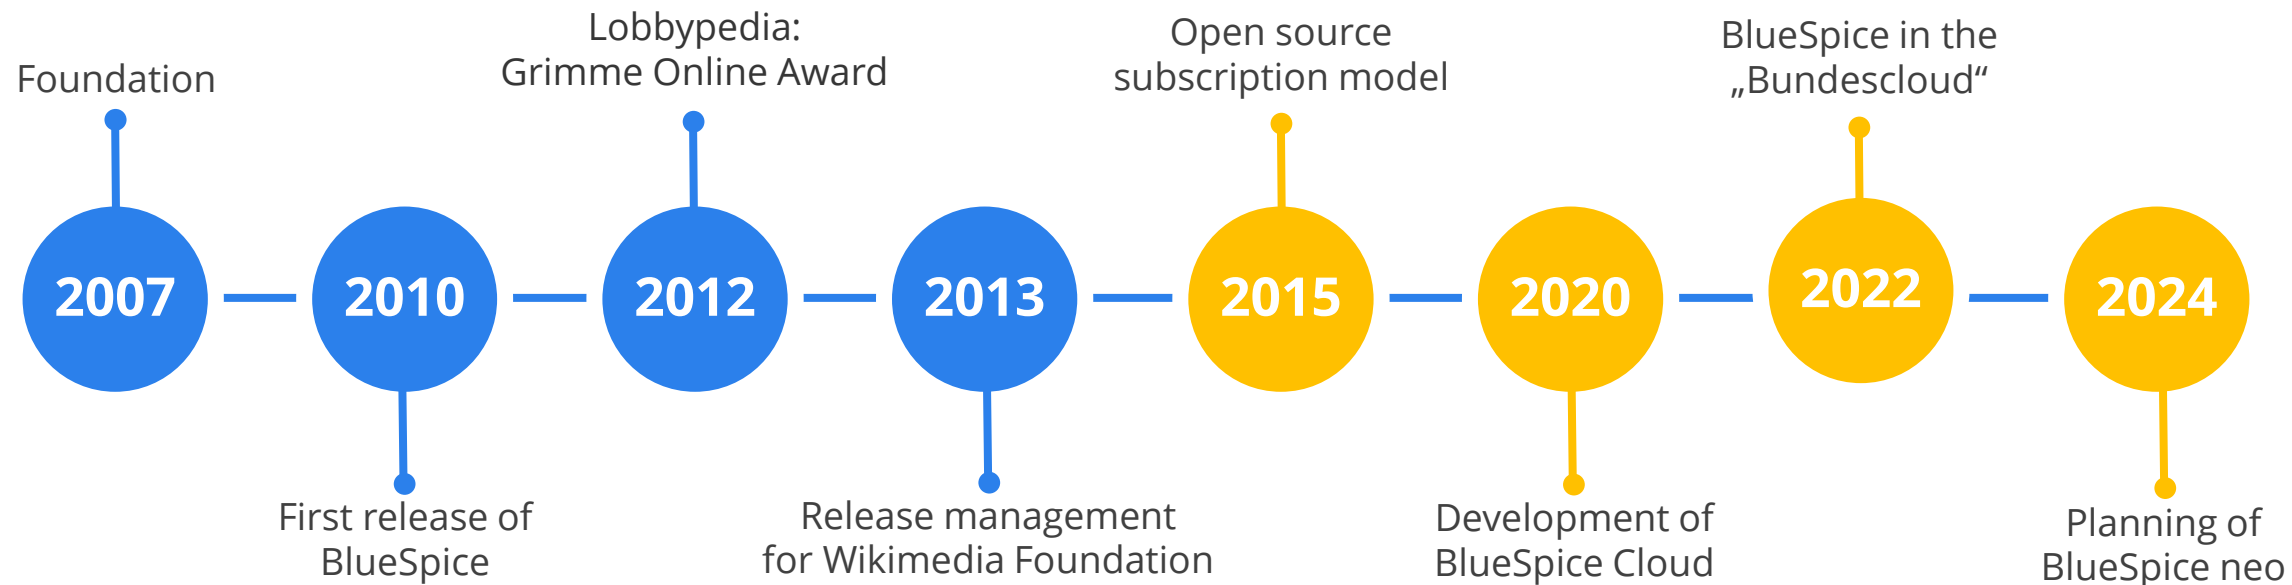 Foundation
Lobbypedia:
Grimme Online Award
Open source
subscription model
BlueSpice in the
„Bundescloud“
2007
2010
2012
2013
2015
2020
2022
2024
First release of
BlueSpice
Release management
for Wikimedia Foundation
Development of
BlueSpice Cloud
Planning of
BlueSpice neo